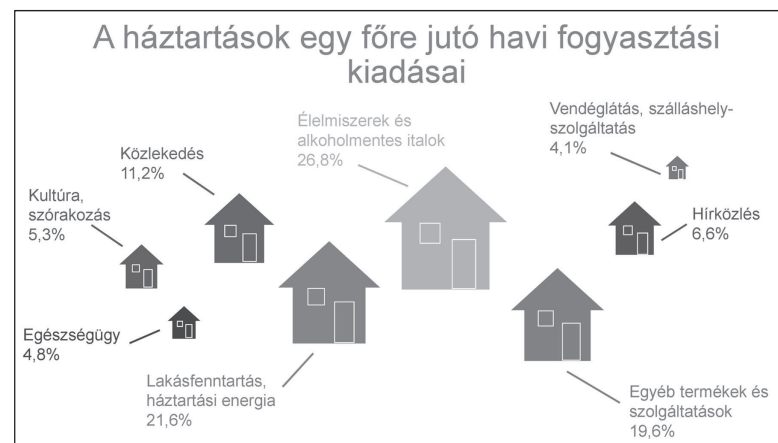 A háztartások egy főre jutó havi fogyasztási
kiadásai
Élelmiszerek és
alkoholmentes italok
26,8%
Vendéglátás, szálláshely-
szolgáltatás
4,1%
Közlekedés
11,2%
Kultúra,
szórakozás
5,3%
Hírközlés
6,6%
Egészségügy
4,8%
Lakásfenntartás,
háztartási energia
21,6%
Egyéb termékek és
szolgáltatások
19,6%